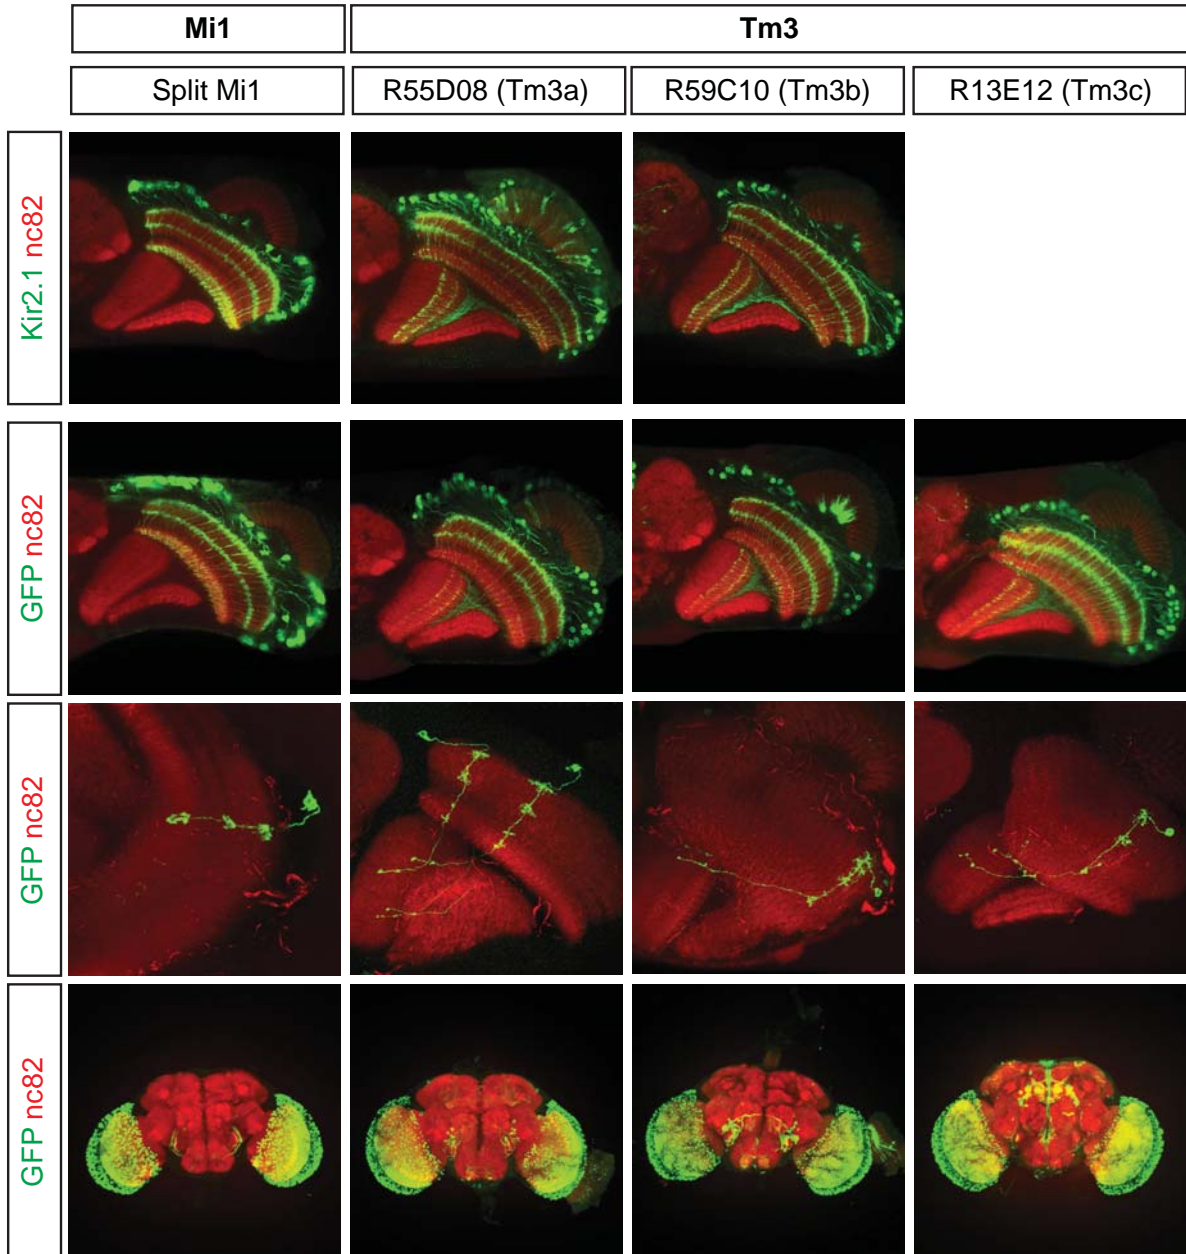 Mi1
Tm3
Split Mi1
R55D08 (Tm3a)
R59C10 (Tm3b)
R13E12 (Tm3c)
Kir2.1 nc82
GFP nc82
GFP nc82
GFP nc82